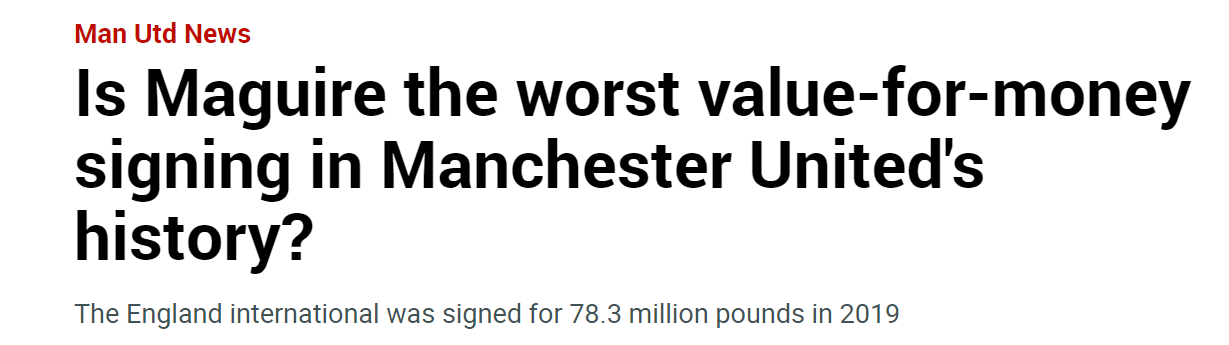 Man Utd News
Is Maguire the worst value-for-money
signing in Manchester United's
history?
The England international was signed for 78.3 million pounds in 2019